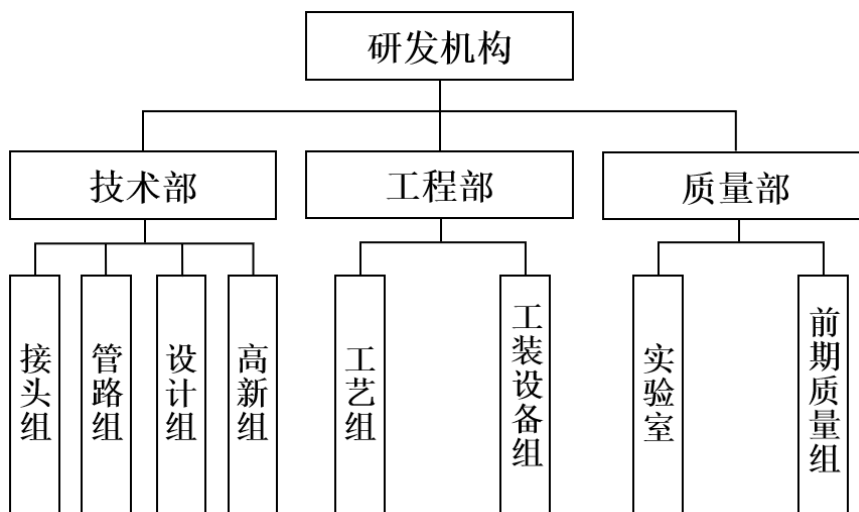 研发机构
技术部
工程部
质量部
接头组
管路组
设计组
高新组
工艺组
工装设备组
实验室
前期质量组